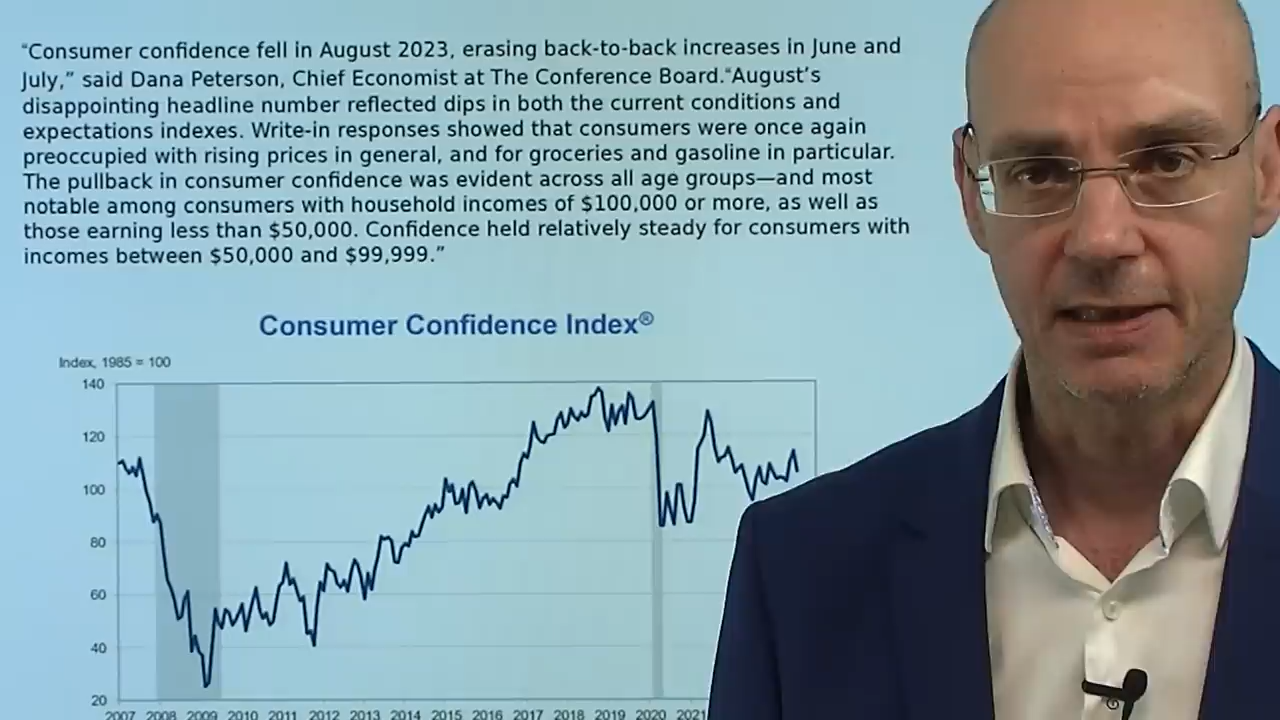 “Consumer confidence fell in August 2023, erasing back-to-back increases in June and
July,” said Dana Peterson, Chief Economist at The Conference Board.“August’s
disappointing headline number reflected dips in both the current conditions and
expectations indexes. Write-in responses showed that consumers were once again
preoccupied with rising prices in general, and for groceries and gasoline in particular.
The pullback in consumer confidence was evident across all age groups—and most
notable among consumers with household incomes of $100,000 or more, as well as
those earning less than $50,000. Confidence held relatively steady for consumers with
incomes between $50,000 and $99,999.”
Consumer Confidence Index®
Index, 1985 = 100
140
120
100
80
60
40
20
2007 2008 2009 2010 2011 2012 2013 2014 2015 2016 2017 2018 2019 2020 2021